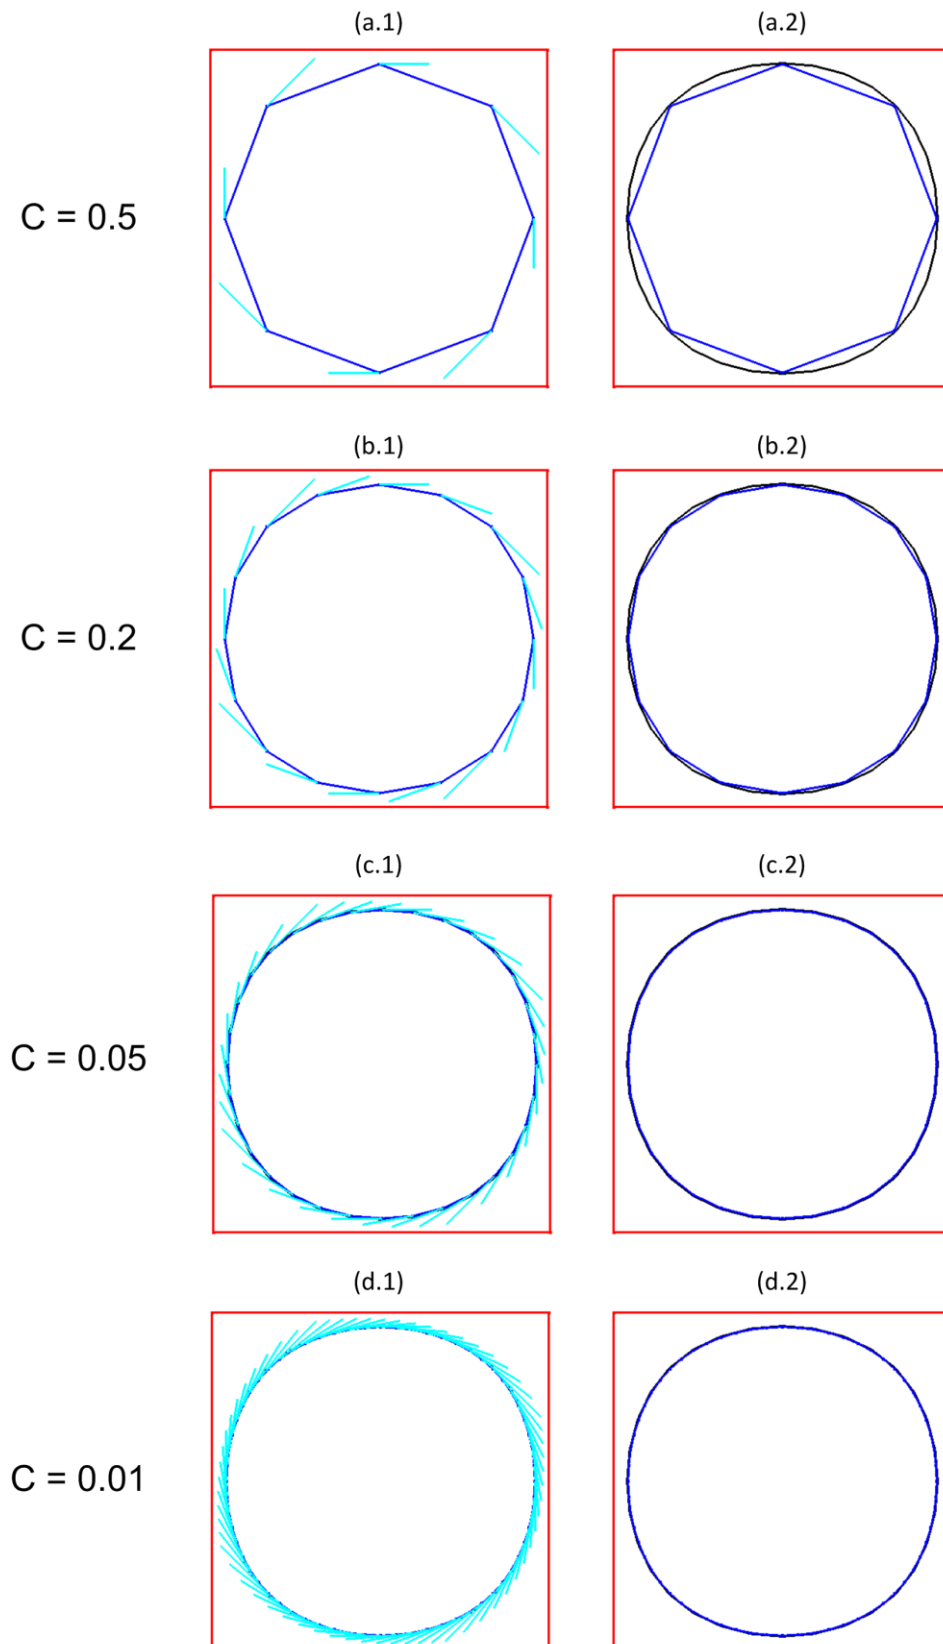 (a.1) (a.2)
C = 0.5
(b.1) (b.2)
C = 0.2
(c.1) (c.2)
C = 0.05
(d.1) (d.2)
C = 0.01